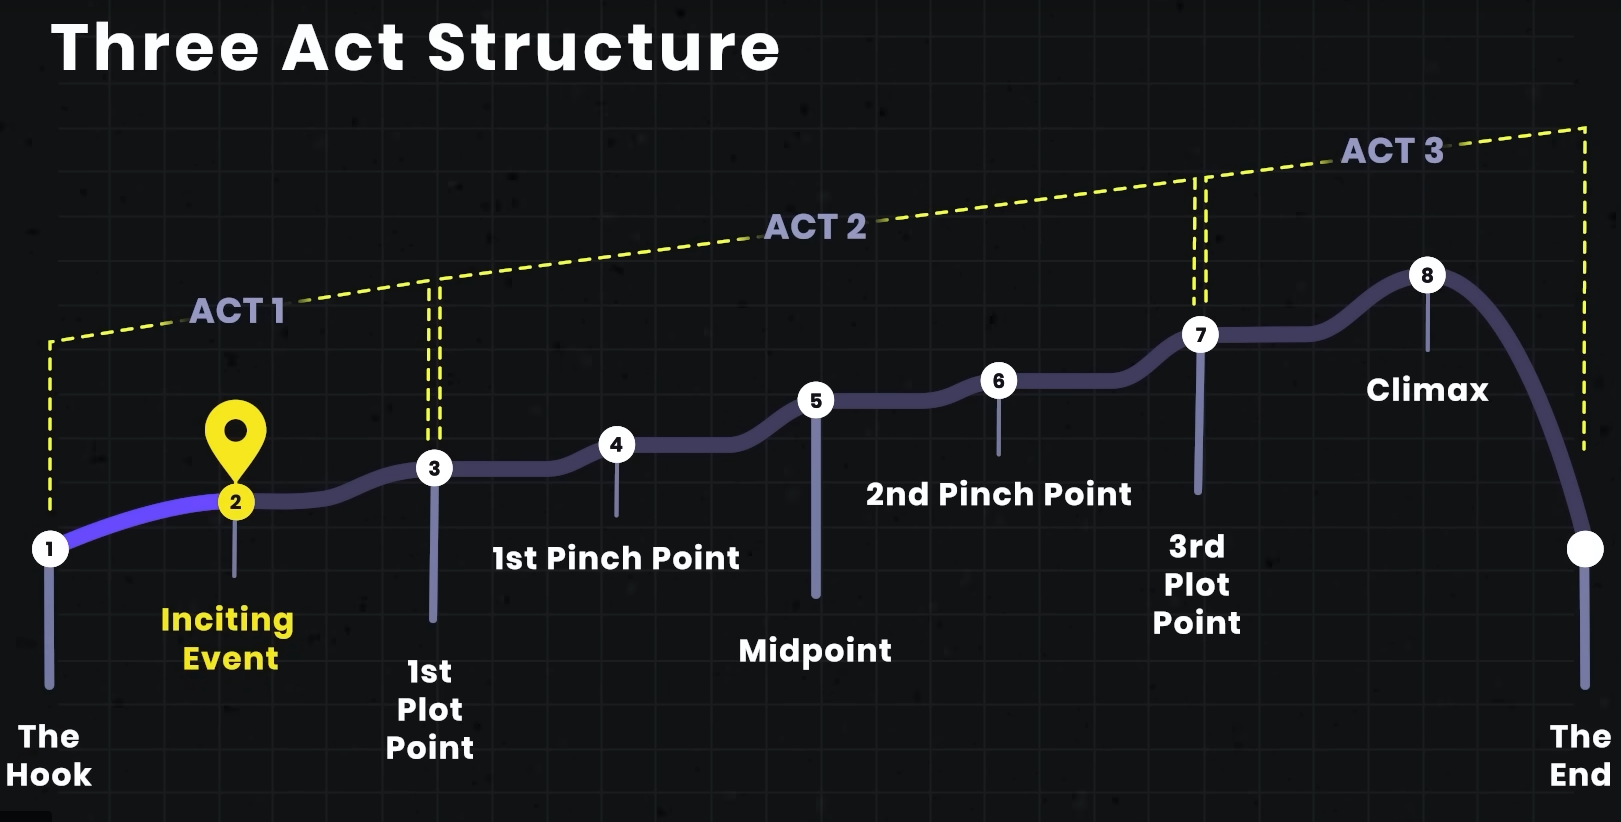 Three Act Structure
ACT 1
ACT 2
ACT 3
1
The
Hook
2
Inciting
Event
3
1st
Plot
Point
4
1st Pinch Point
5
Midpoint
6
2nd Pinch Point
7
3rd
Plot
Point
8
Climax
The
End